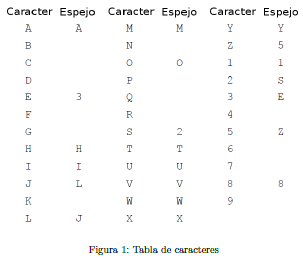 Caracter Espejo Caracter Espejo Caracter Espejo
A A M M Y Y
B N Z 5
C O O 1 1
D P 2 S
E 3 Q 3 E
F R 4
G S 2 5 Z
H H T T 6
I I U U 7
J L V V 8 8
K W W 9
L J X X
Figura 1: Tabla de caracteres